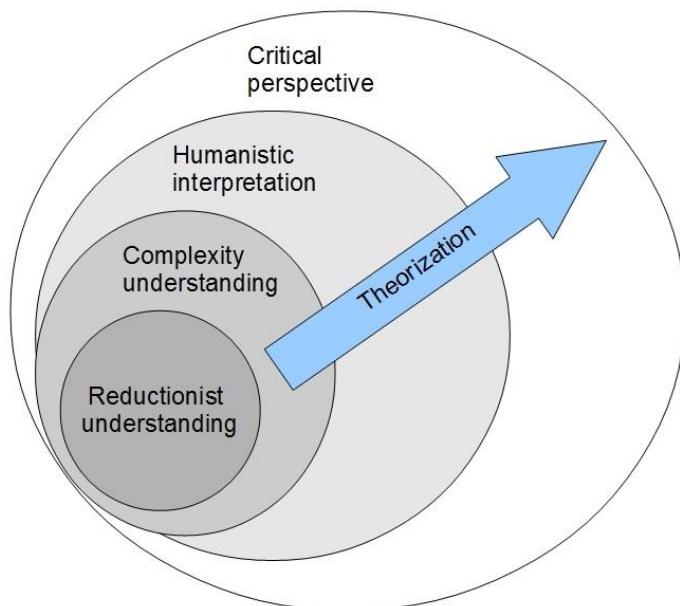 Critical
perspective
Humanistic
interpretation
Complexity
understanding
Theorization
Reductionist
understanding